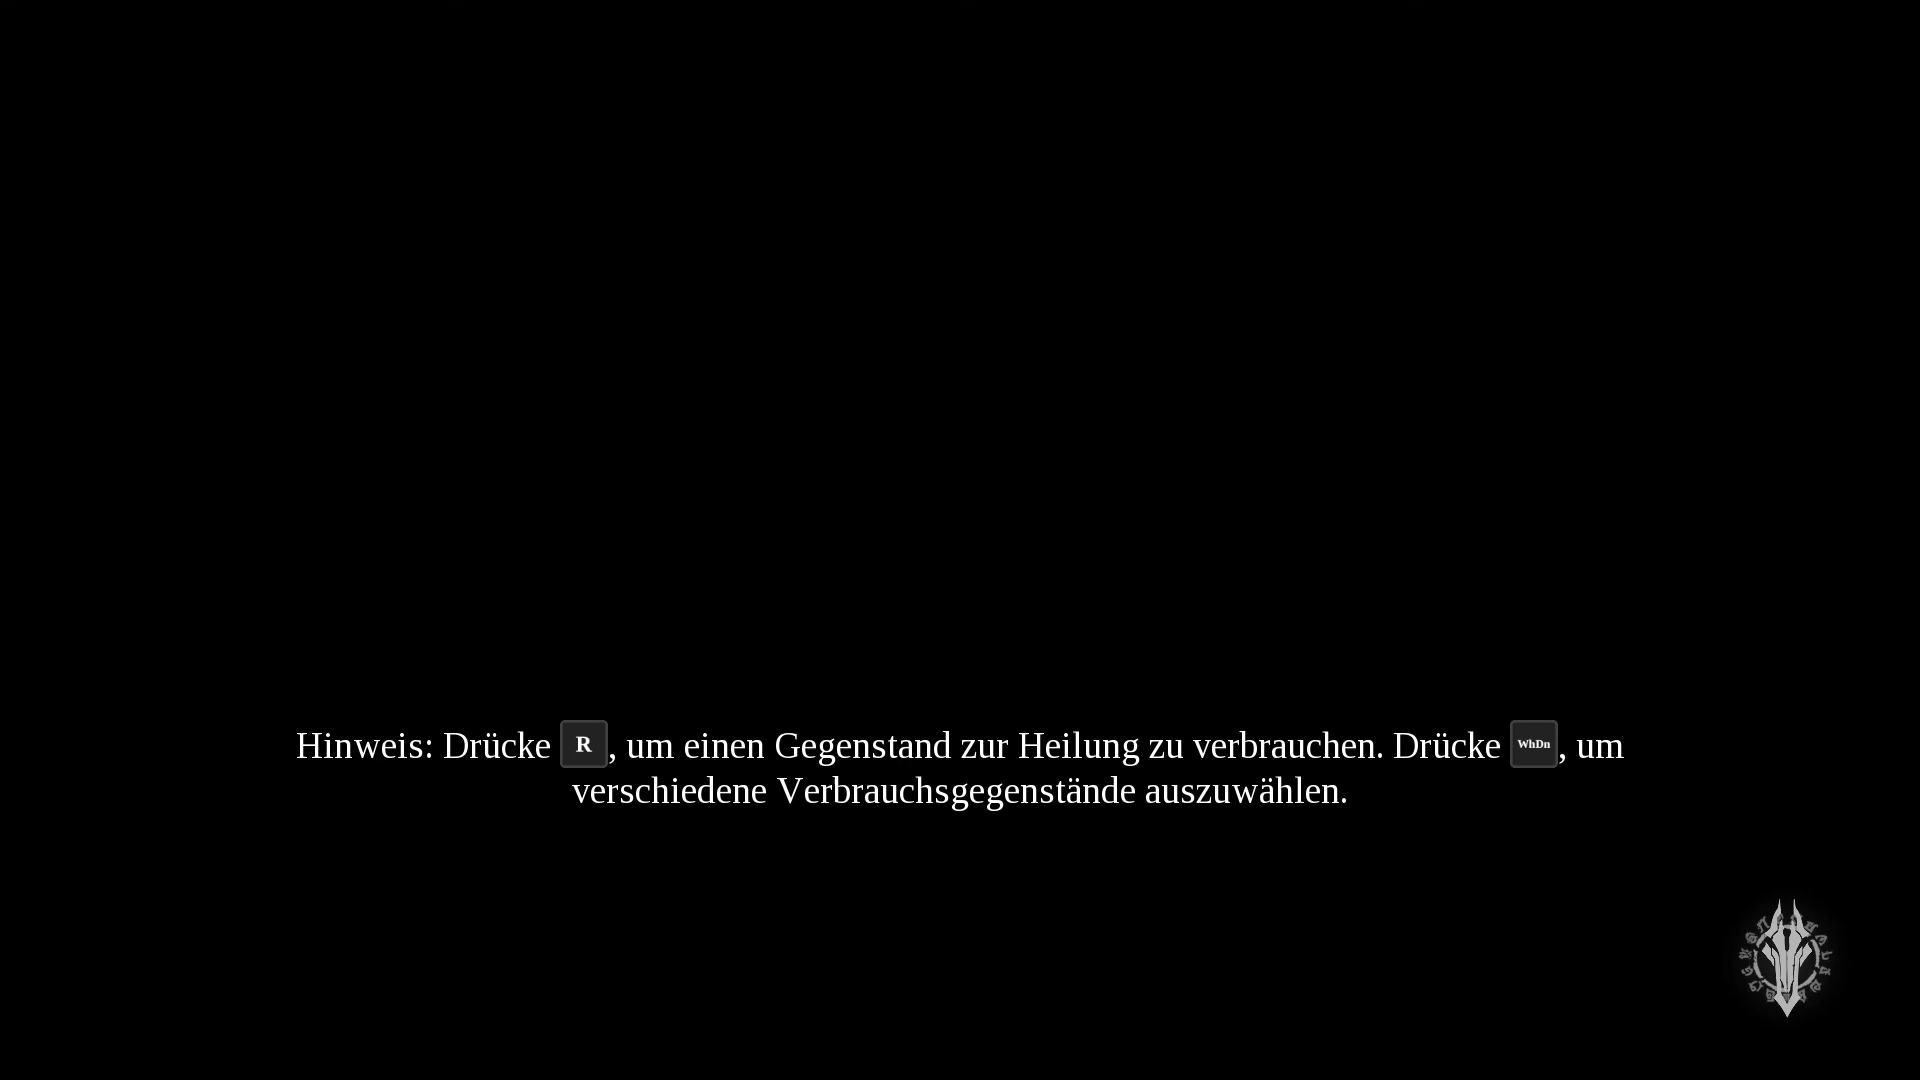 Hinweis: Drücke R, um einen Gegenstand zur Heilung zu verbrauchen. Drücke WhDn, um
verschiedene Verbrauchsgegenstände auszuwählen.